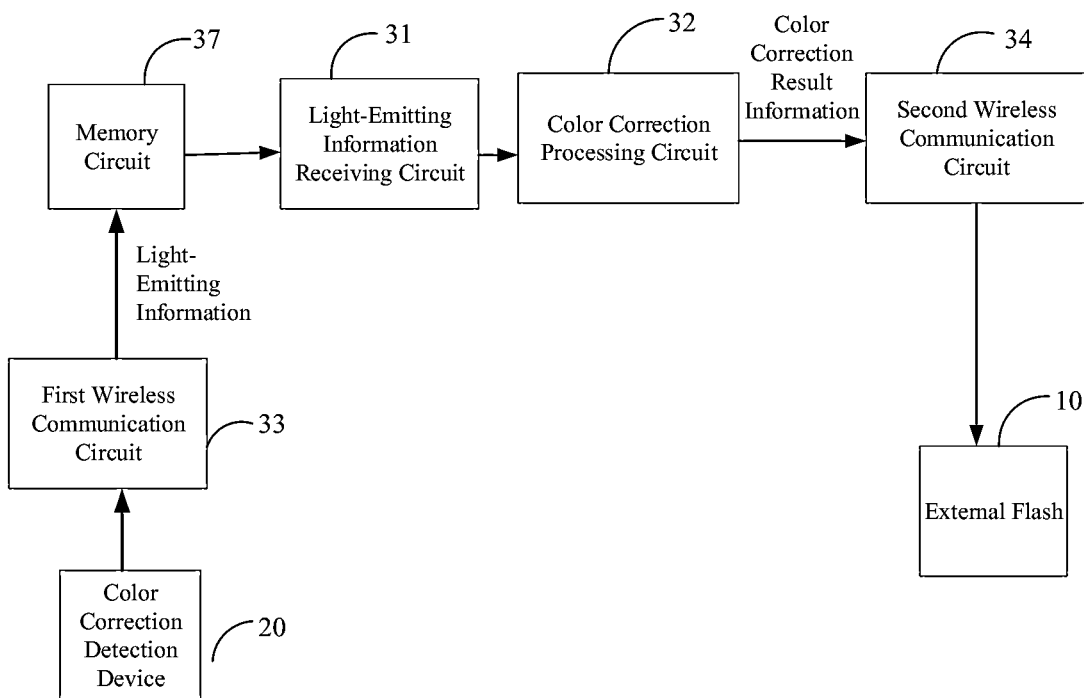 37
Memory
Circuit
31
Light-Emitting
Information
Receiving Circuit
32
Color Correction
Processing Circuit
Color
Correction
Result
Information
34
Second Wireless
Communication
Circuit
Light-
Emitting
Information
First Wireless
Communication
Circuit
33
10
External Flash
Color
Correction
Detection
Device
20